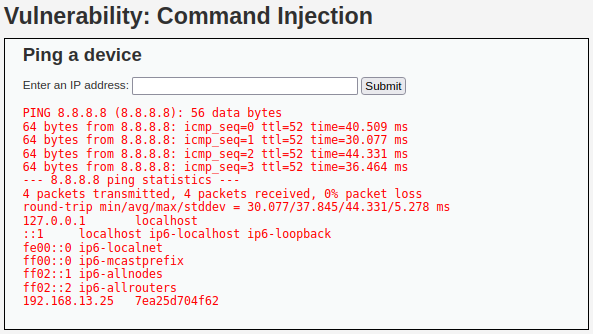 Vulnerability: Command Injection
Ping a device
Enter an IP address: Submit
PING 8.8.8.8 (8.8.8.8): 56 data bytes
64 bytes from 8.8.8.8: icmp_seq=0 ttl=52 time=40.509 ms
64 bytes from 8.8.8.8: icmp_seq=1 ttl=52 time=30.077 ms
64 bytes from 8.8.8.8: icmp_seq=2 ttl=52 time=44.331 ms
64 bytes from 8.8.8.8: icmp_seq=3 ttl=52 time=36.464 ms
--- 8.8.8.8 ping statistics ---
4 packets transmitted, 4 packets received, 0% packet loss
round-trip min/avg/max/stddev = 30.077/37.845/44.331/5.278 ms
127.0.0.1 localhost
::1 localhost ip6-localhost ip6-loopback
fe00::0 ip6-localnet
ff00::0 ip6-mcastprefix
ff02::1 ip6-allnodes
ff02::2 ip6-allrouters
192.168.13.25 7ea25d704f62